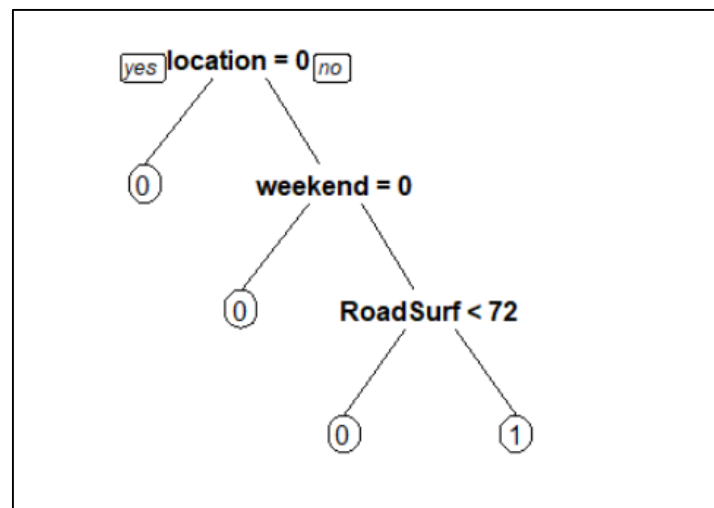 yes location = 0 no
0
weekend = 0
0
RoadSurf < 72
0 1